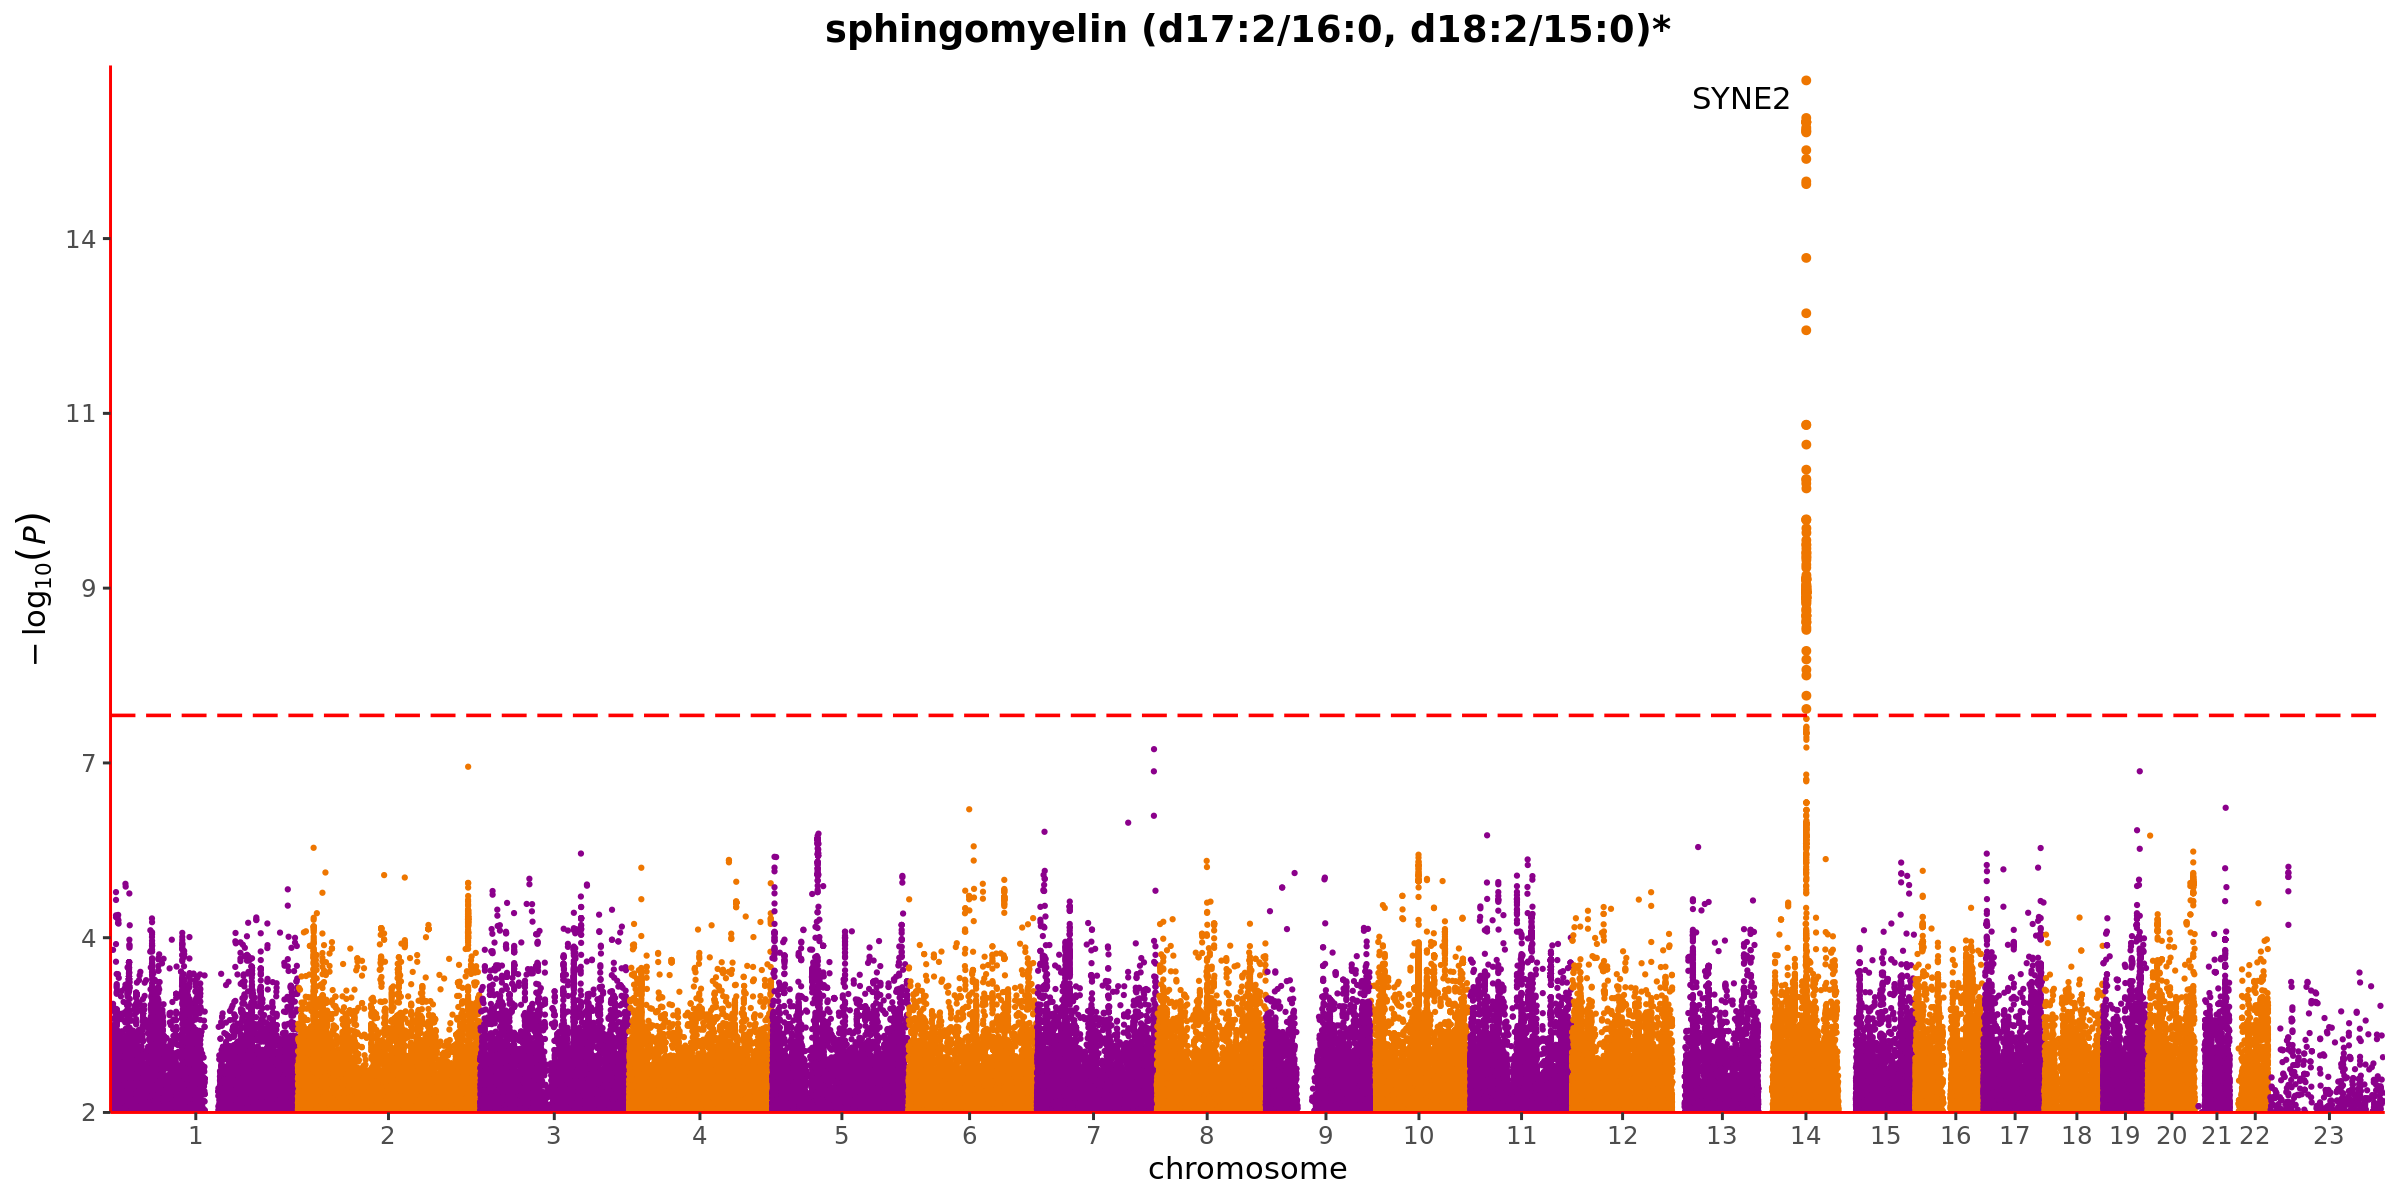 sphingomyelin (d17:2/16:0, d18:2/15:0)*
SYNE2
14
11
9
7
4
2
− log10(P)
1 2 3 4 5 6 7 8 9 10 11 12 13 14 15 16 17 18 19 20 21 22 23
chromosome